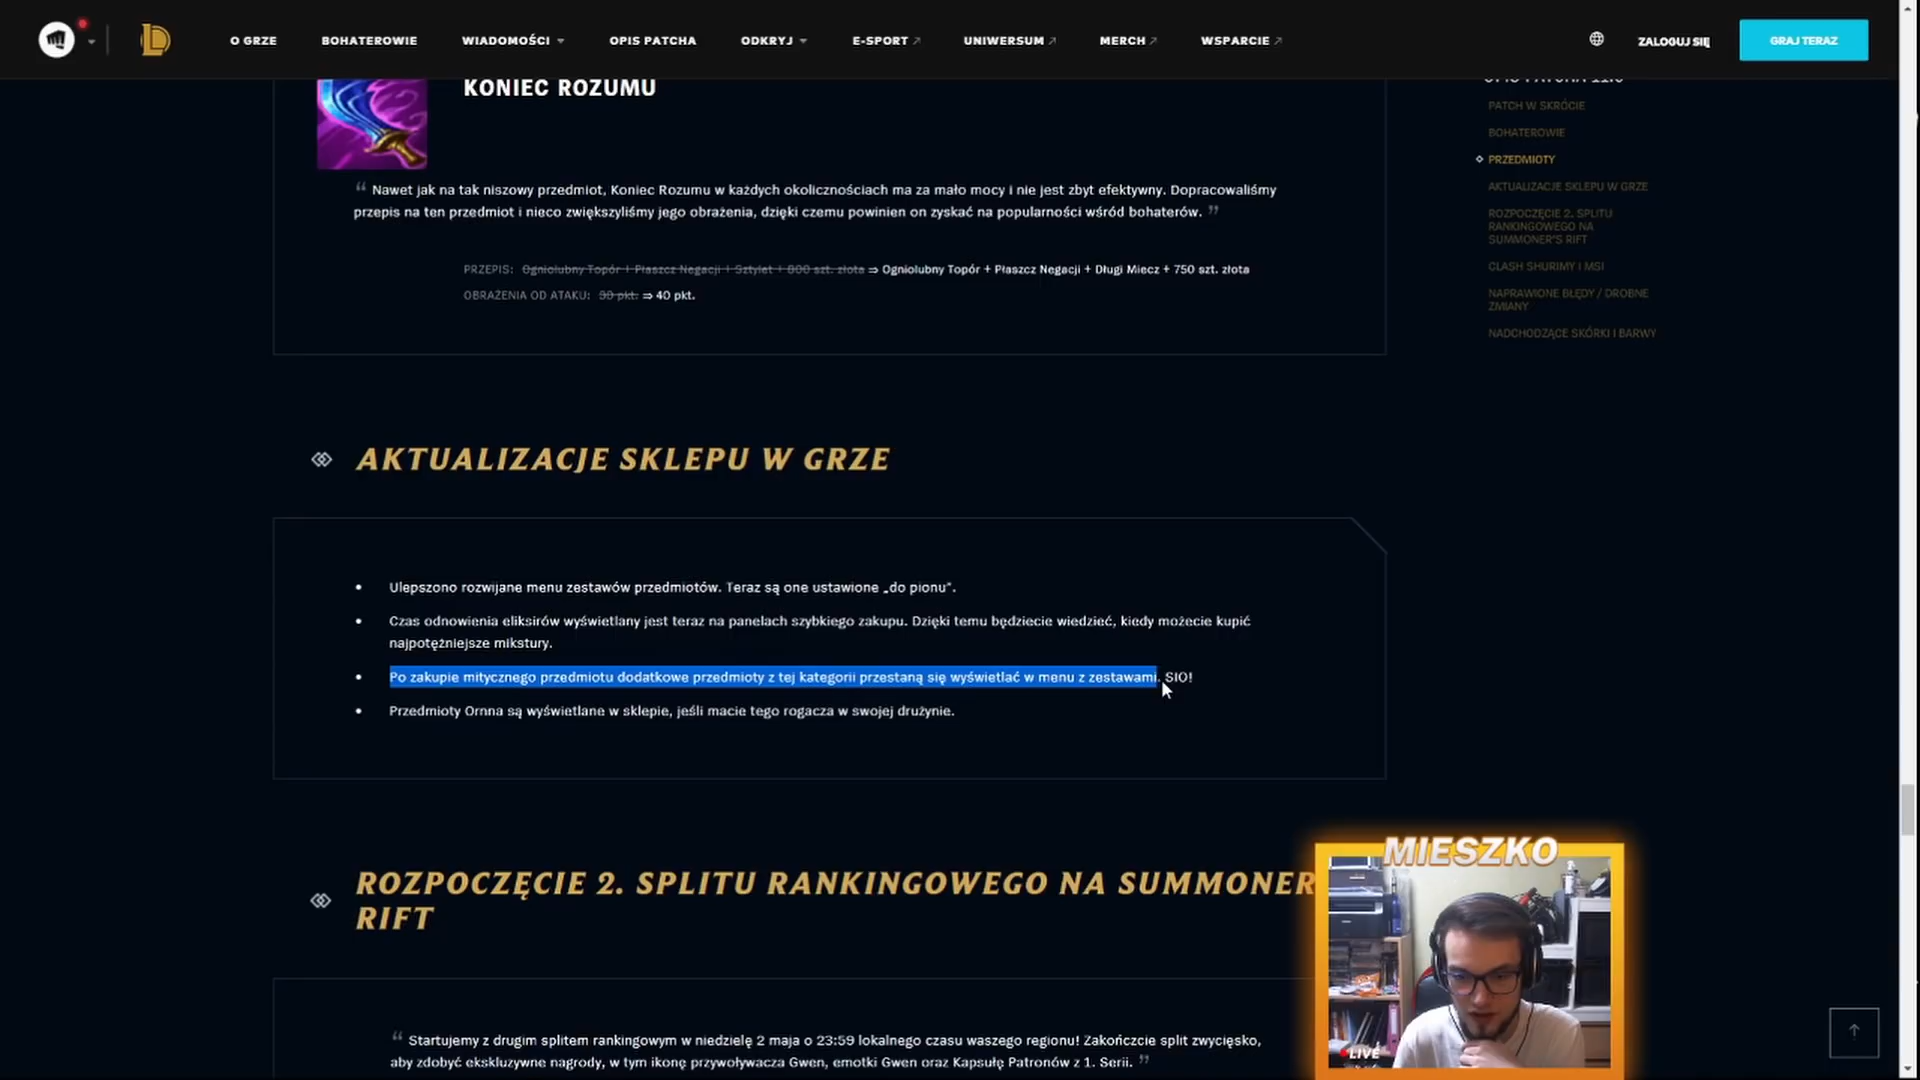 O GRZE
BOHATEROWIE
WIADOMOŚCI
OPIS PATCHA
ODKRYJ
E-SPORT
UNIWERSUM
MERCH
WSPARCIE
ZALOGUJ SIĘ
GRAJ TERAZ
KONIEC ROZUMU
“ Nawet jak na tak niszowy przedmiot, Koniec Rozumu w każdych okolicznościach ma za mało mocy i nie jest zbyt efektywny. Dopracowaliśmy
przepis na ten przedmiot i nieco zwiększyliśmy jego obrażenia, dzięki czemu powinien on zyskać na popularności wśród bohaterów. ”
PRZEPIS: Ogniolubny Topór + Płaszcz Negacji + Sztylet + 800 szt. złota ⇒ Ogniolubny Topór + Płaszcz Negacji + Długi Miecz + 750 szt. złota
OBRAŻENIA OD ATAKU: 30 pkt. ⇒ 40 pkt.
AKTUALIZACJE SKLEPU W GRZE
• Ulepszono rozwijane menu zestawów przedmiotów. Teraz są one ustawione „do pionu”.
• Czas odnowienia eliksirów wyświetlany jest teraz na panelach szybkiego zakupu. Dzięki temu będziecie wiedzieć, kiedy możecie kupić
najpotężniejsze mikstury.
• Po zakupie mitycznego przedmiotu dodatkowe przedmioty z tej kategorii przestaną się wyświetlać w menu z zestawami. SIO!
• Przedmioty Ornna są wyświetlane w sklepie, jeśli macie tego rogacza w swojej drużynie.
ROZPOCZĘCIE 2. SPLITU RANKINGOWEGO NA SUMMONER
RIFT
“ Startujemy z drugim splitem rankingowym w niedzielę 2 maja o 23:59 lokalnego czasu waszego regionu! Zakończcie split zwycięsko,
aby zdobyć ekskluzywne nagrody, w tym ikonę przywoływacza Gwen, emotki Gwen oraz Kapsułę Patronów z 1. Serii. ”
PATCH W SKRÓCIE
BOHATEROWIE
PRZEDMIOTY
AKTUALIZACJE SKLEPU W GRZE
ROZPOCZĘCIE 2. SPLITU
RANKINGOWEGO NA
SUMMONER'S RIFT
CLASH SHURIMY I MSI
NAPRAWIONE BŁĘDY / DROBNE
ZMIANY
NADCHODZĄCE SKÓRKI I BARWY
MIESZKO
LIVE